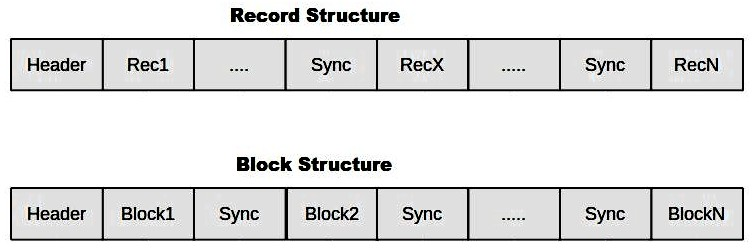 Record Structure
Header Rec1 .... Sync RecX ..... Sync RecN
Block Structure
Header Block1 Sync Block2 Sync ..... Sync BlockN